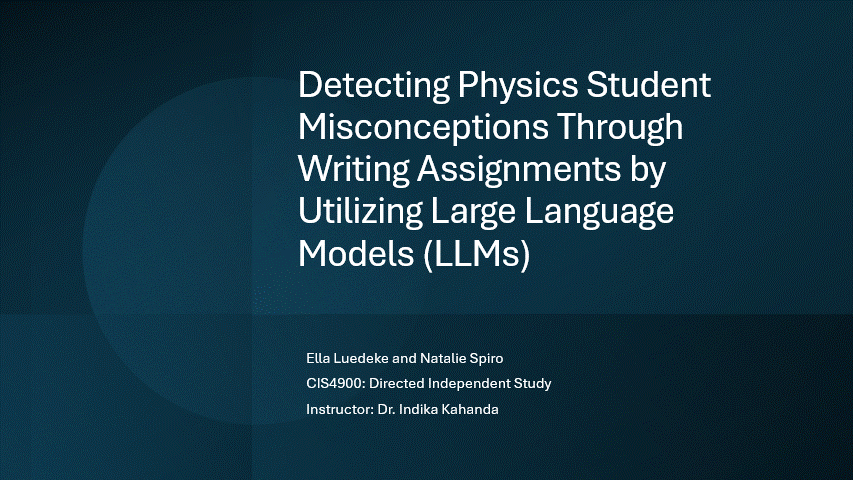 Detecting Physics Student
Misconceptions Through
Writing Assignments by
Utilizing Large Language
Models (LLMs)
Ella Luedeke and Natalie Spiro
CIS4900: Directed Independent Study
Instructor: Dr. Indika Kahanda